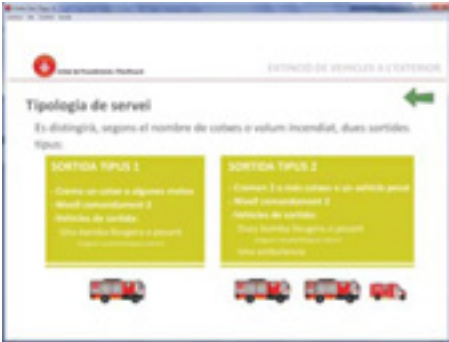 EXTINCIÓ DE VEHICLES A L'EXTERIOR
Tipologia de servei
Es distingirà, segons el nombre de cotxes o volum incendiat, dues sortides
tipus:
SORTIDA TIPUS 1
- Crema un cotxe o algunes motos
- Nivell comandament 2
- Vehicles de sortida:
Una bomba lleugera o pesant
SORTIDA TIPUS 2
- Cremen 2 o més cotxes o un vehicle pesat
- Nivell comandament 2
- Vehicles de sortida:
Dues bombes lleugera o pesant
Una ambulància